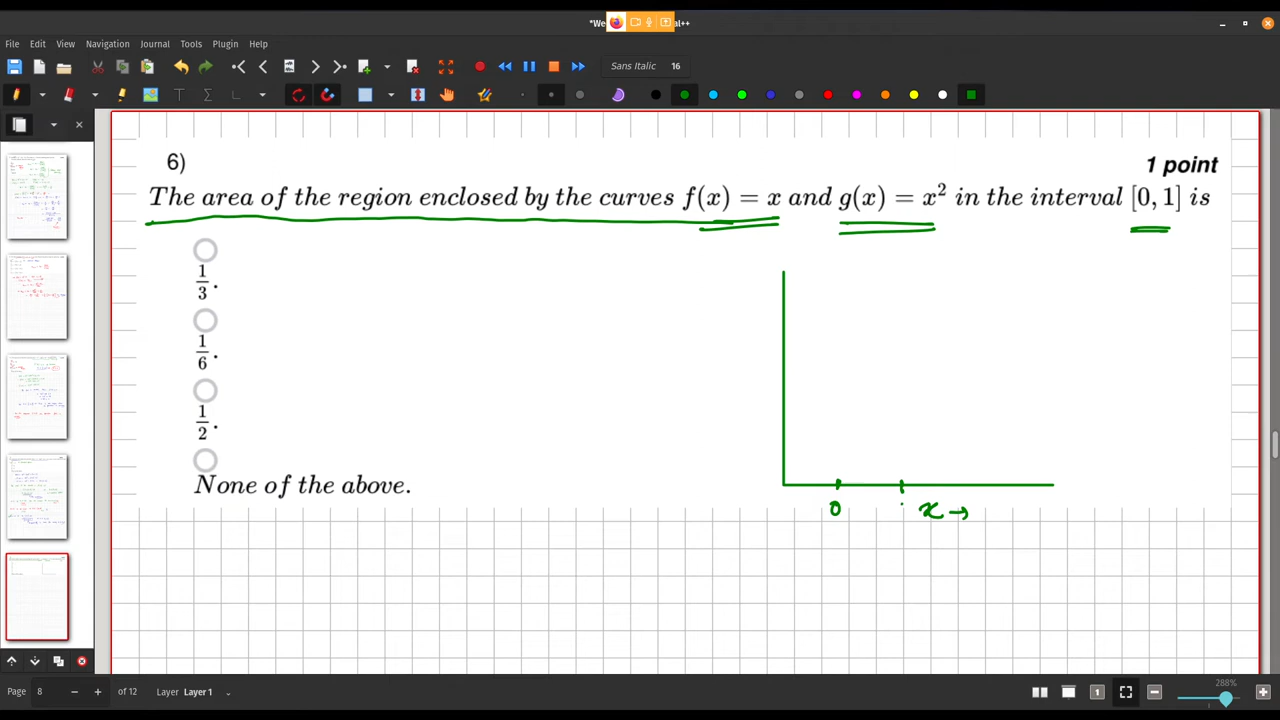 *We al++
File Edit View Navigation Journal Tools Plugin Help
Sans Italic 16
6)
1 point
The area of the region enclosed by the curves f(x) = x and g(x) = x² in the interval [0, 1] is
1/3.
1/6.
1/2.
None of the above.
0 x →
Page 8 of 12 Layer Layer 1
288%